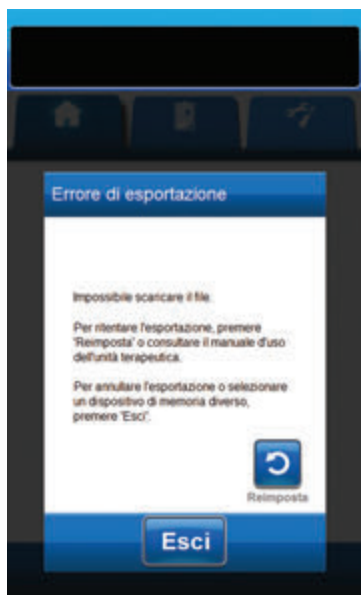 Errore di esportazione
Impossibile scaricare il file.
Per ritentare l'esportazione, premere
'Reimposta' o consultare il manuale d'uso
dell'unità terapeutica.
Per annullare l'esportazione o selezionare
un dispositivo di memoria diverso,
premere 'Esci'.
Reimposta
Esci